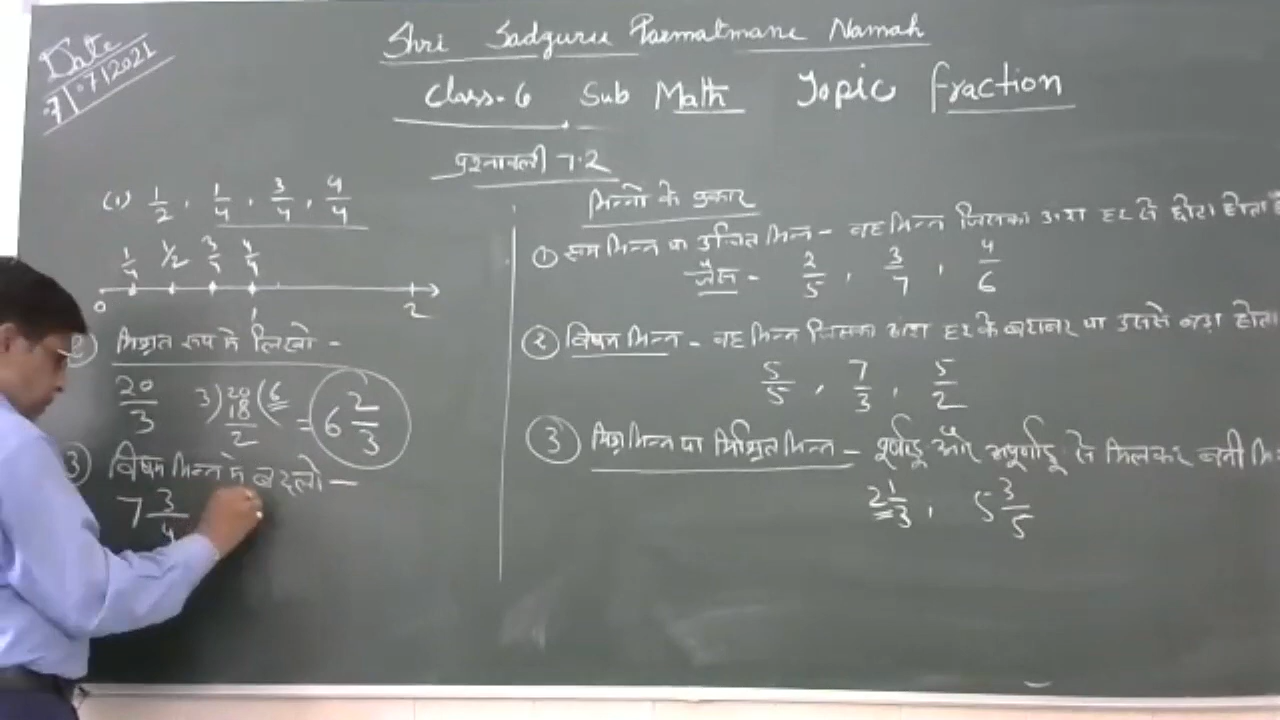 Date
7/2021
Shri Sadguru Parmatmane Namah
Class-6 Sub Math Topic fraction
प्रश्नावली 7.2
(1) 1/2, 1/4, 3/4, 4/4
1/4 1/2 3/4 4/4
0 1 2
② मिश्रित रूप में लिखो -
20/3 3) 20 (6 = 6 2/3
18
2
③ विषम भिन्न में बदलो -
7 3/4
भिन्नों के प्रकार
① सम भिन्न या उचित भिन्न - वह भिन्न जिसका अंश हर से छोटा होता
जैसे - 2/5, 3/7, 4/6
② विषम भिन्न - वह भिन्न जिसका अंश हर के बराबर या उससे बड़ा होता
5/5, 7/3, 5/2
③ मिश्र भिन्न या मिश्रित भिन्न - पूर्णांक और अपूर्णांक से मिलकर बनी
2 1/3, 5 3/5